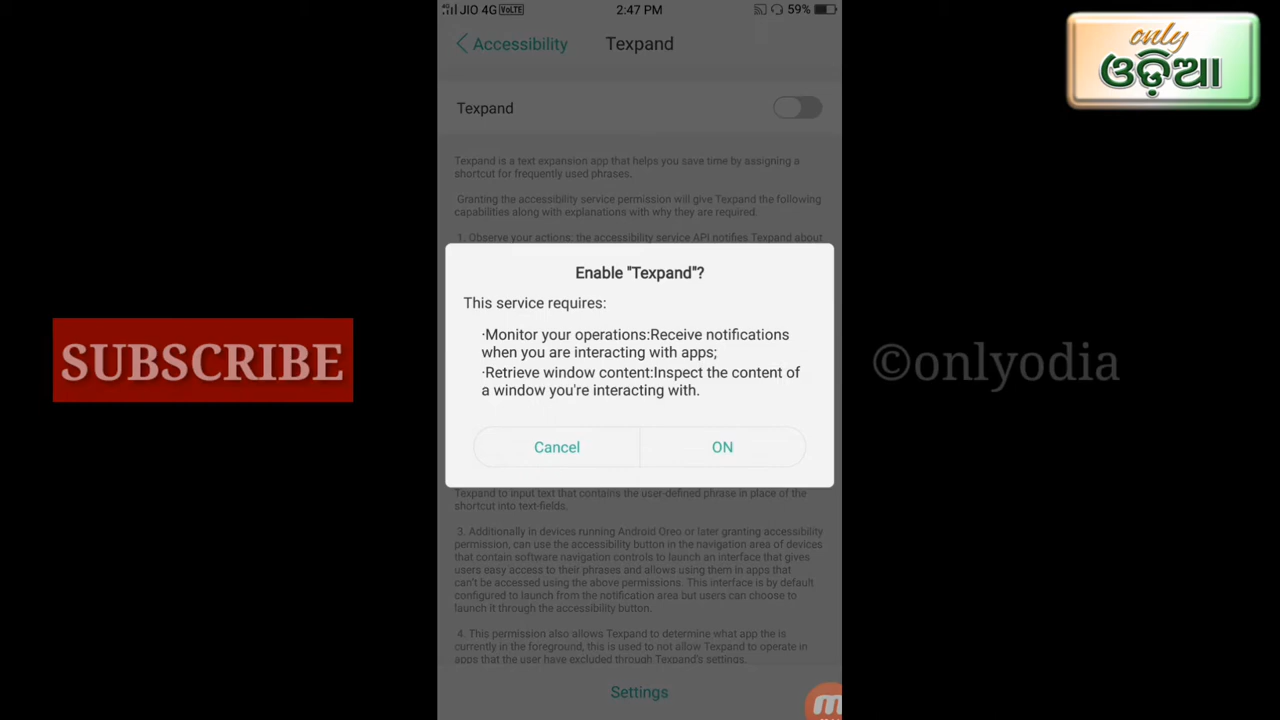 JIO 4G VoLTE 2:47 PM 59%
Accessibility Texpand
only
ଓଡ଼ିଆ
Texpand
Texpand is a text expansion app that helps you save time by assigning a
shortcut for frequently used phrases.
Granting the accessibility service permission will give Texpand the following
capabilities along with explanations with why they are required.
1. Observe your actions: the accessibility service API notifies Texpand about
Enable "Texpand"?
This service requires:
·Monitor your operations:Receive notifications
when you are interacting with apps;
·Retrieve window content:Inspect the content of
a window you're interacting with.
Cancel ON
SUBSCRIBE
©onlyodia
Texpand to input text that contains the user-defined phrase in place of the
shortcut into text-fields.
3. Additionally in devices running Android Oreo or later granting accessibility
permission, can use the accessibility button in the navigation area of devices
that contain software navigation controls to launch an interface that gives
users easy access to their phrases and allows using them in apps that
can't be accessed using the above permissions. This interface is by default
configured to launch from the notification area but users can choose to
launch it through the accessibility button.
4. This permission also allows Texpand to determine what app the is
currently in the foreground, this is used to not allow Texpand to operate in
apps that the user have excluded through Texpand's settings.
Settings